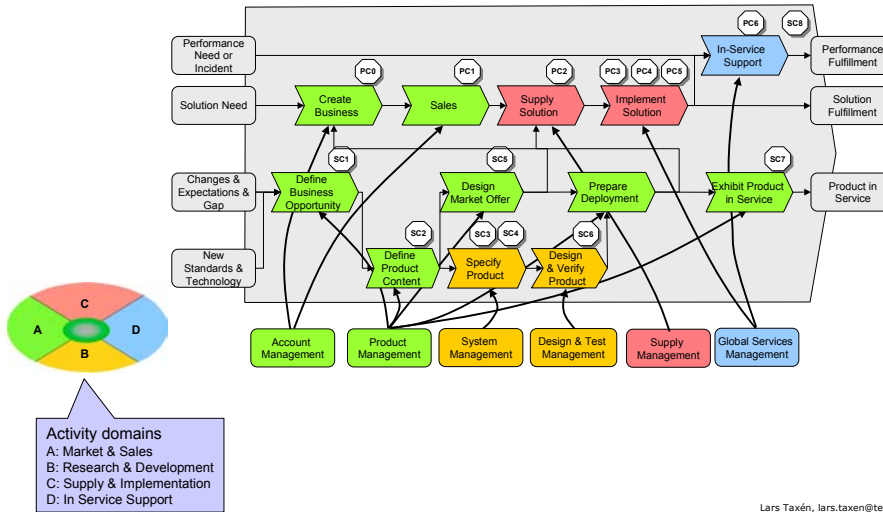 PC6
SC8
Performance
Need or
Incident
In-Service
Support
Performance
Fulfillment
PC0
PC1
PC2
PC3
PC4
PC5
Solution Need
Create
Business
Sales
Supply
Solution
Implement
Solution
Solution
Fulfillment
SC1
SC5
SC7
Changes &
Expectations &
Gap
Define
Business
Opportunity
Design
Market Offer
Prepare
Deployment
Exhibit Product
in Service
Product in
Service
SC2
SC3
SC4
SC6
New
Standards &
Technology
Define
Product
Content
Specify
Product
Design
& Verify
Product
C
A
D
B
Account
Management
Product
Management
System
Management
Design & Test
Management
Supply
Management
Global Services
Management
Activity domains
A: Market & Sales
B: Research & Development
C: Supply & Implementation
D: In Service Support
Lars Taxén, lars.taxen@te